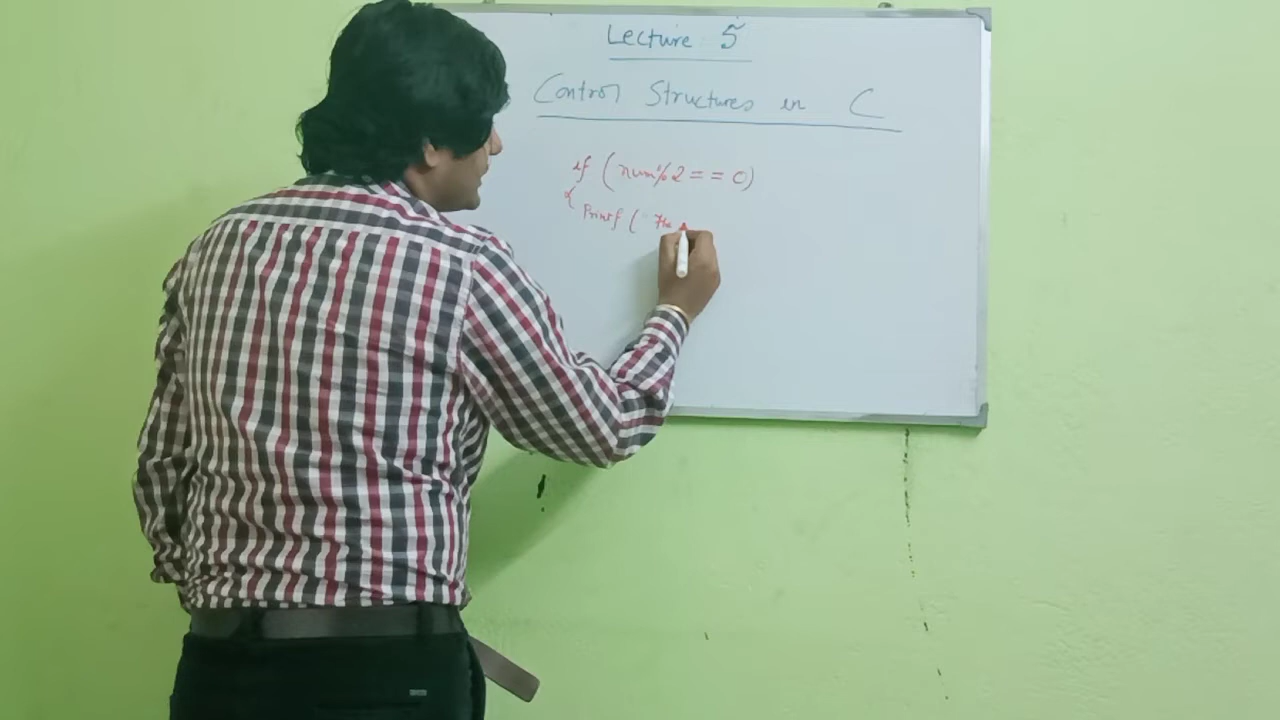 Lecture 5
Control Structures in C
if (num%2 == 0)
{
Printf ( " The